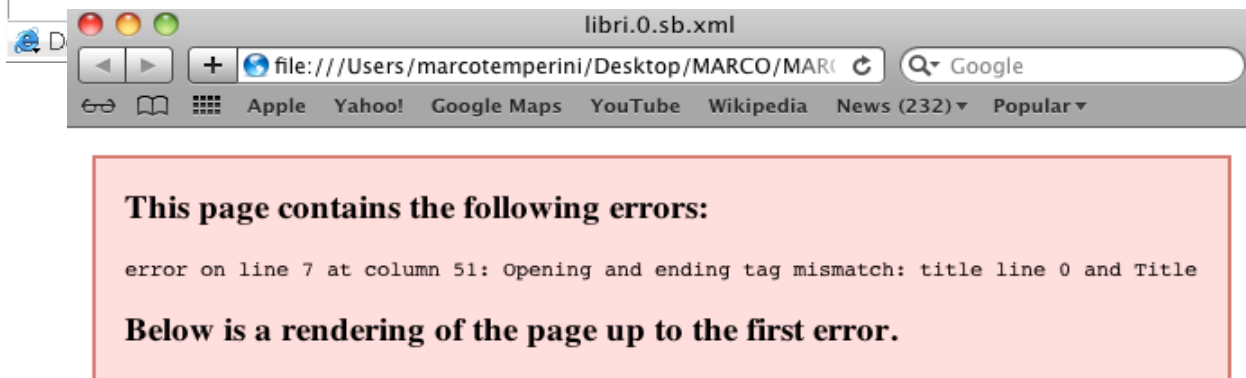 libri.0.sb.xml
D
+ file:///Users/marcotemperini/Desktop/MARCO/MAR Google
Apple Yahoo! Google Maps YouTube Wikipedia News (232) Popular
This page contains the following errors:
error on line 7 at column 51: Opening and ending tag mismatch: title line 0 and Title
Below is a rendering of the page up to the first error.